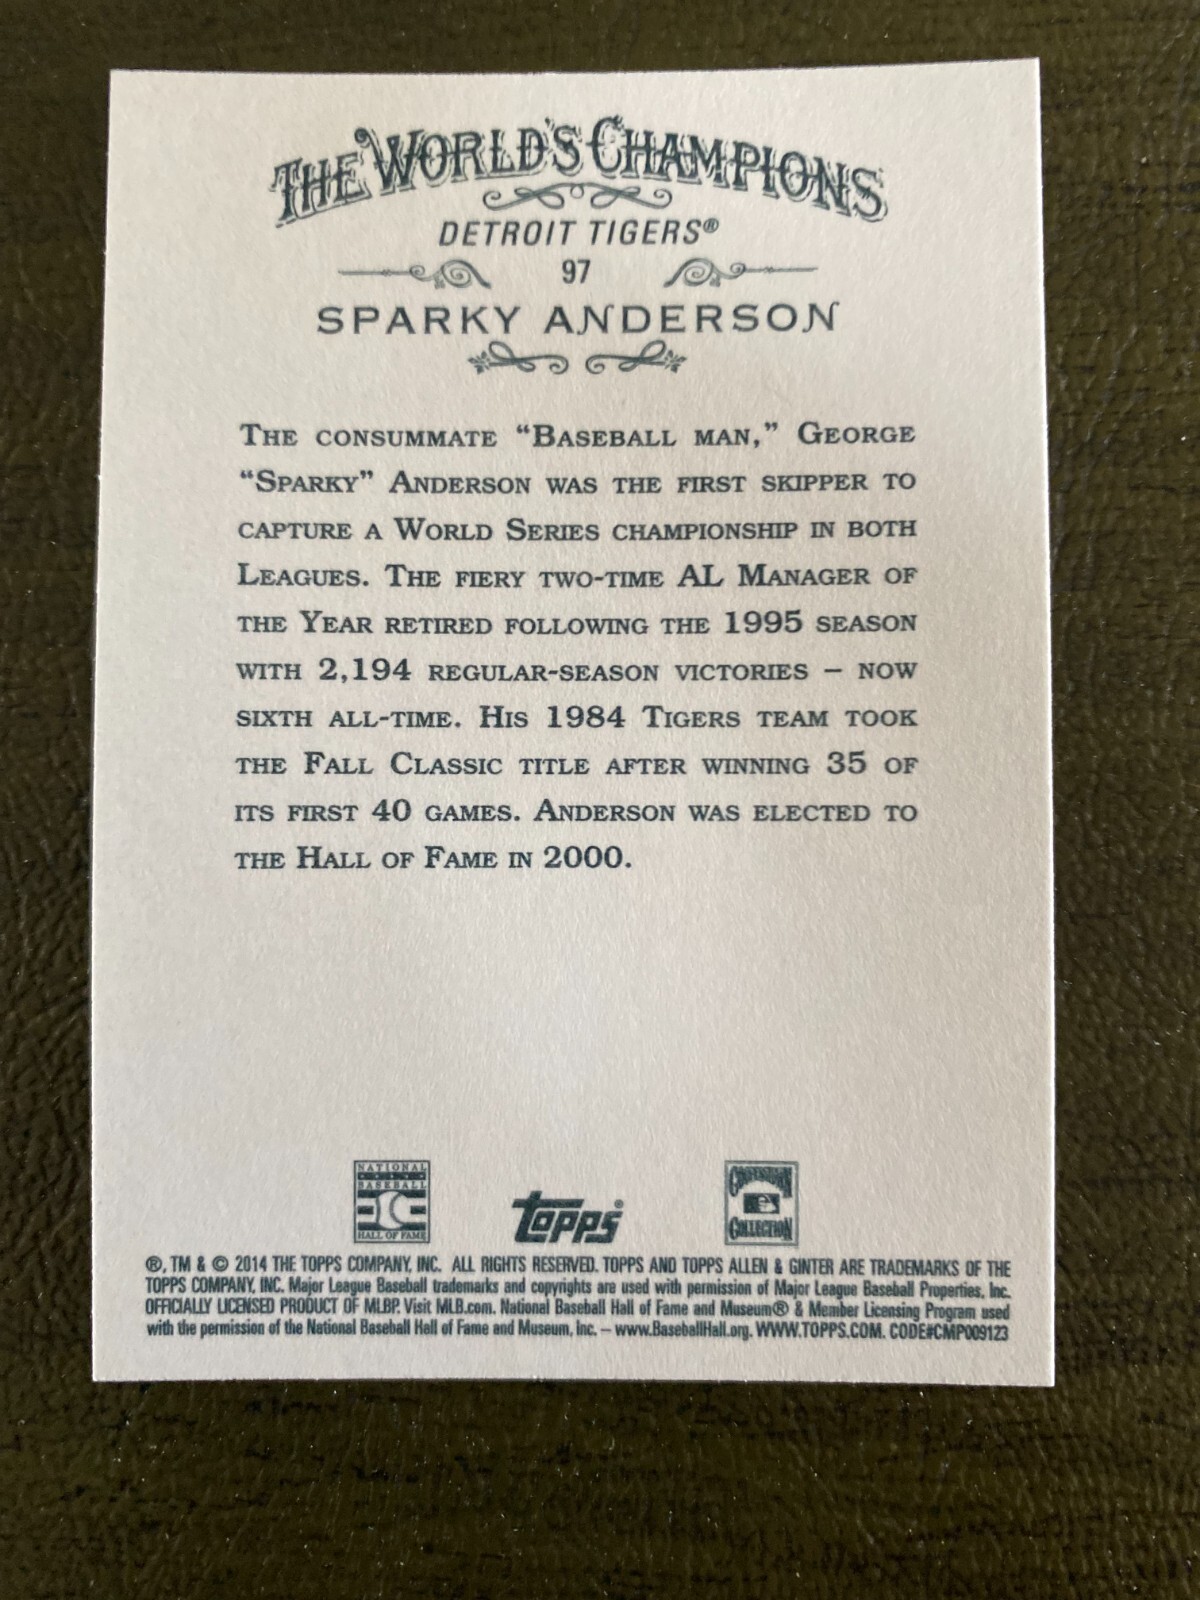 THE WORLD'S CHAMPIONS
DETROIT TIGERS®
97
SPARKY ANDERSON
THE CONSUMMATE “BASEBALL MAN,” GEORGE
“SPARKY” ANDERSON WAS THE FIRST SKIPPER TO
CAPTURE A WORLD SERIES CHAMPIONSHIP IN BOTH
LEAGUES. THE FIERY TWO-TIME AL MANAGER OF
THE YEAR RETIRED FOLLOWING THE 1995 SEASON
WITH 2,194 REGULAR-SEASON VICTORIES – NOW
SIXTH ALL-TIME. HIS 1984 TIGERS TEAM TOOK
THE FALL CLASSIC TITLE AFTER WINNING 35 OF
ITS FIRST 40 GAMES. ANDERSON WAS ELECTED TO
THE HALL OF FAME IN 2000.
NATIONAL
BASEBALL
HALL OF FAME
topps®
COOPERSTOWN
COLLECTION
®, TM & © 2014 THE TOPPS COMPANY, INC. ALL RIGHTS RESERVED. TOPPS AND TOPPS ALLEN & GINTER ARE TRADEMARKS OF THE
TOPPS COMPANY, INC. Major League Baseball trademarks and copyrights are used with permission of Major League Baseball Properties, Inc.
OFFICIALLY LICENSED PRODUCT OF MLBP. Visit MLB.com. National Baseball Hall of Fame and Museum® & Member Licensing Program used
with the permission of the National Baseball Hall of Fame and Museum, Inc. – www.BaseballHall.org. WWW.TOPPS.COM. CODE#CMP009123